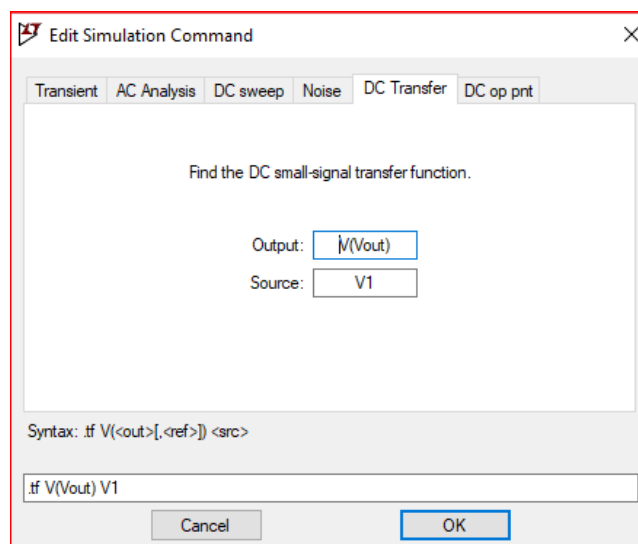 Edit Simulation Command
Transient AC Analysis DC sweep Noise DC Transfer DC op pnt
Find the DC small-signal transfer function.
Output: V(Vout)
Source: V1
Syntax: .tf V(<out>[,<ref>]) <src>
.tf V(Vout) V1
Cancel OK